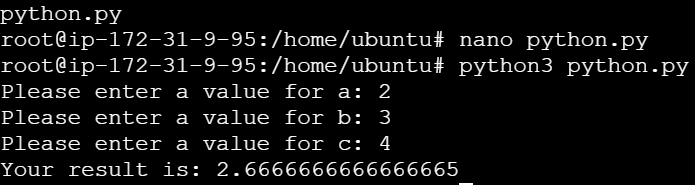 python.py
root@ip-172-31-9-95:/home/ubuntu# nano python.py
root@ip-172-31-9-95:/home/ubuntu# python3 python.py
Please enter a value for a: 2
Please enter a value for b: 3
Please enter a value for c: 4
Your result is: 2.6666666666666665